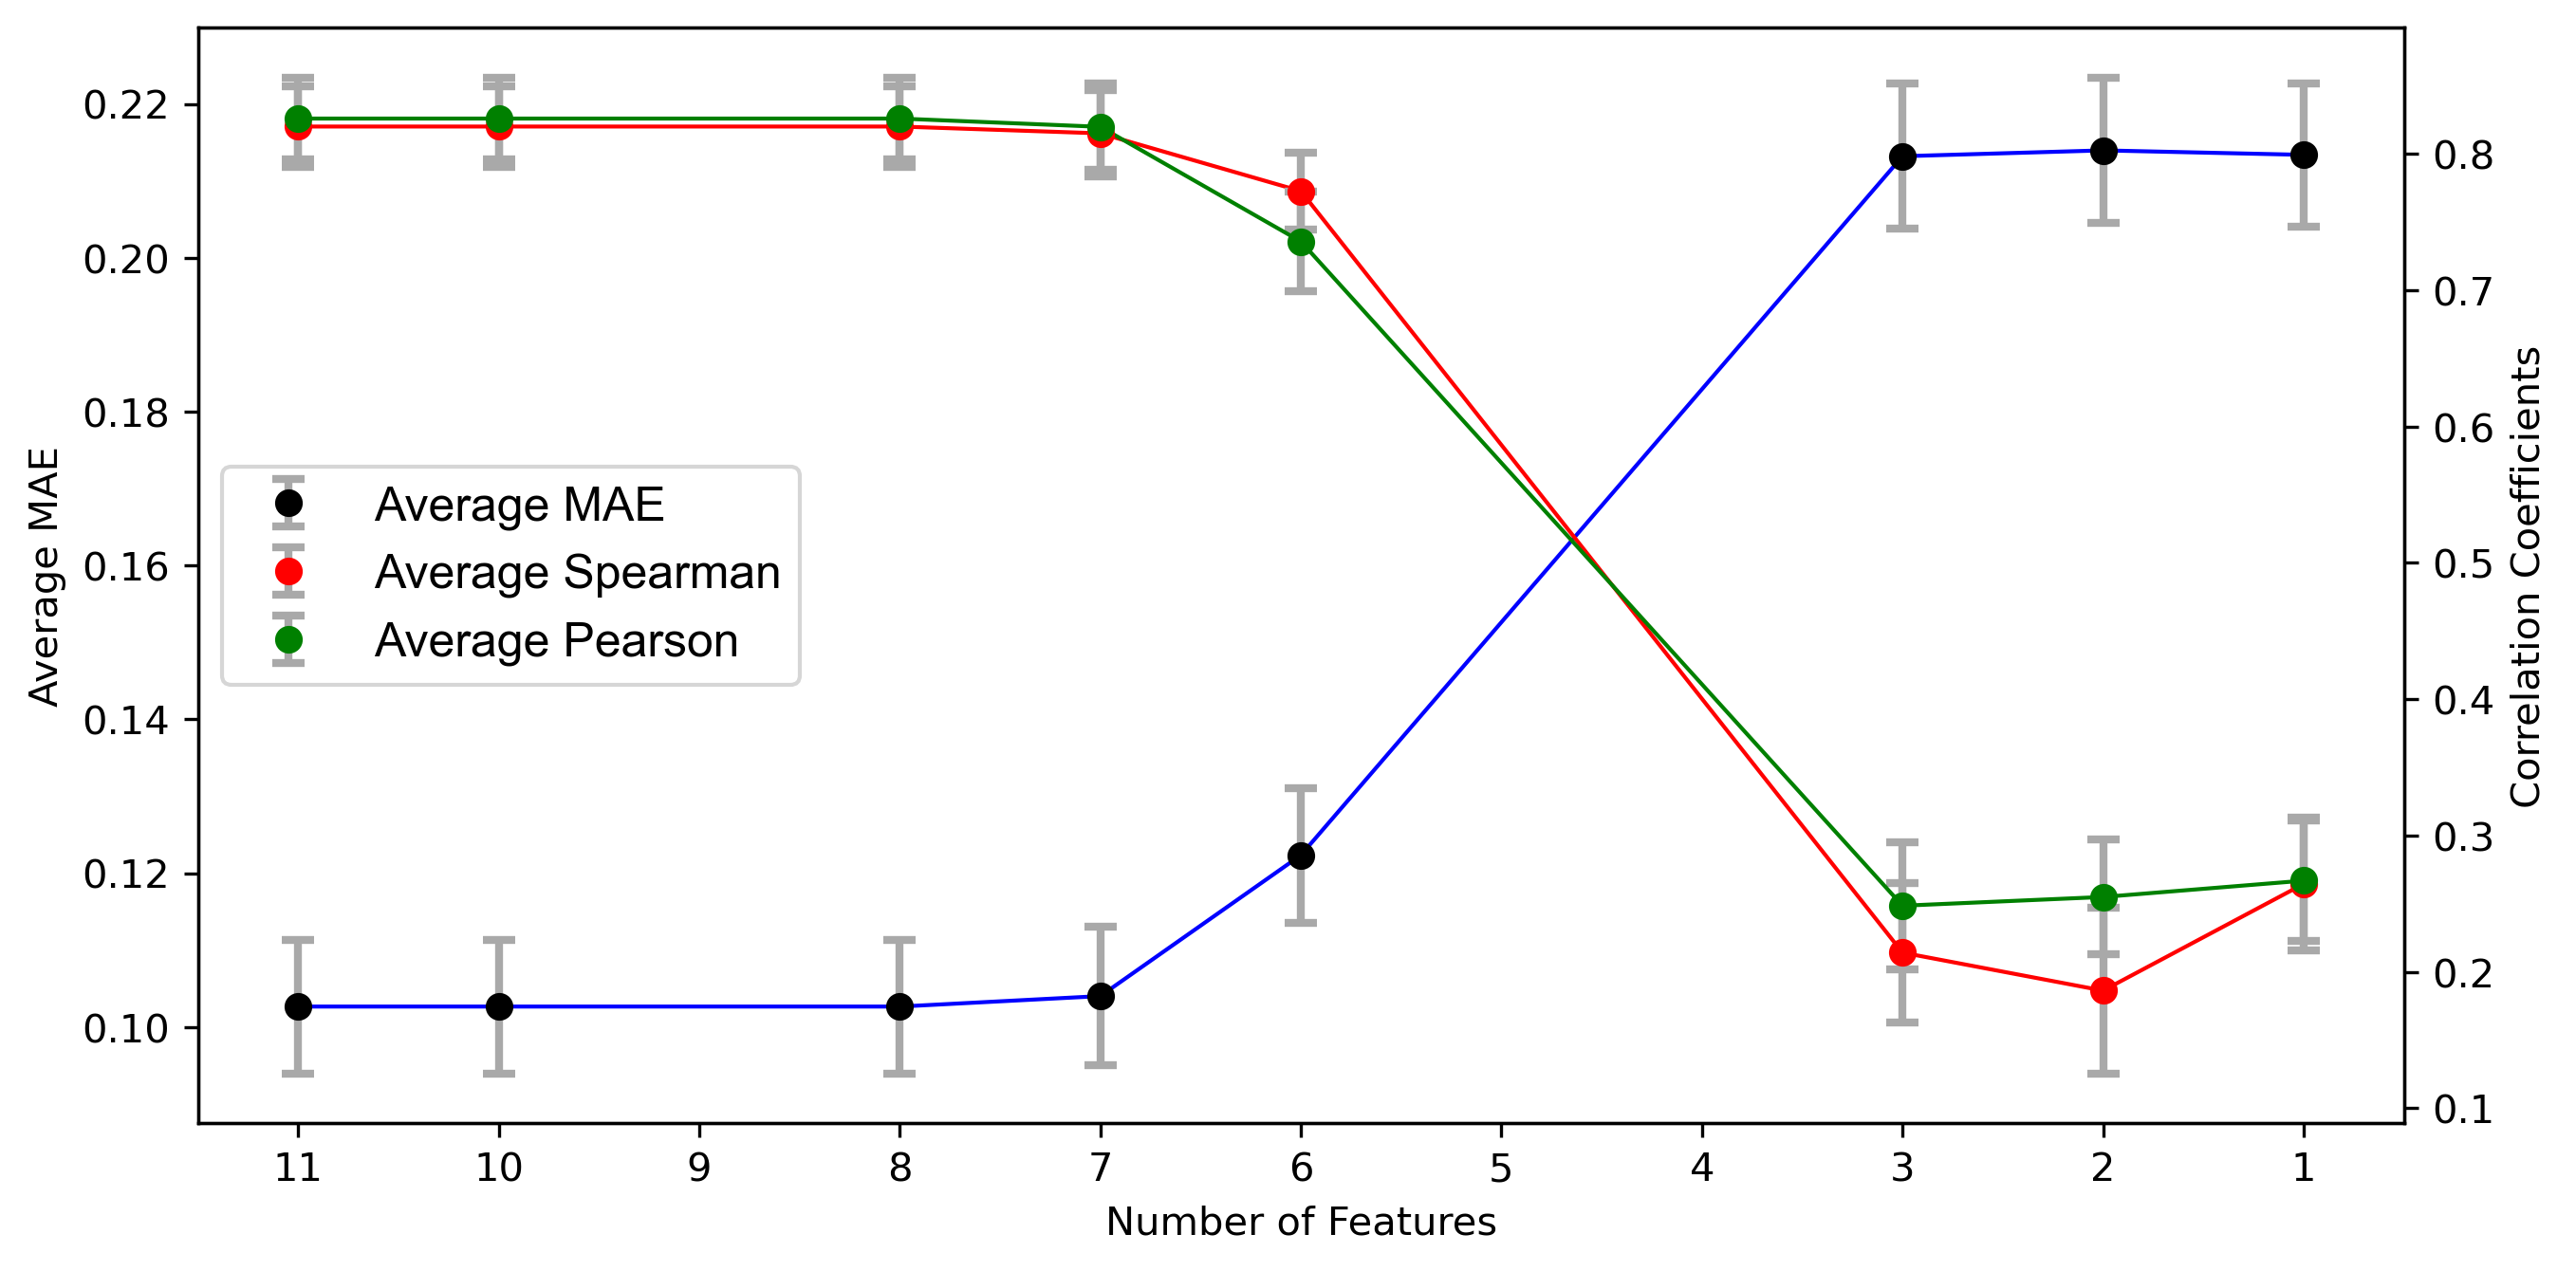 0.22
0.20
0.18
0.16
0.14
0.12
0.10
Average MAE
Average MAE
Average Spearman
Average Pearson
0.8
0.7
0.6
0.5
0.4
0.3
0.2
0.1
Correlation Coefficients
11 10 9 8 7 6 5 4 3 2 1
Number of Features